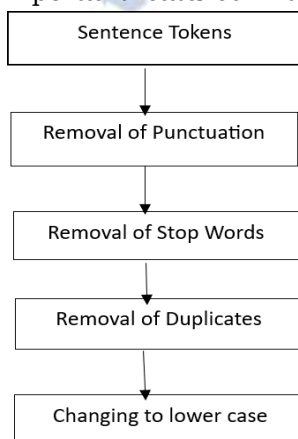 Sentence Tokens
Removal of Punctuation
Removal of Stop Words
Removal of Duplicates
Changing to lower case